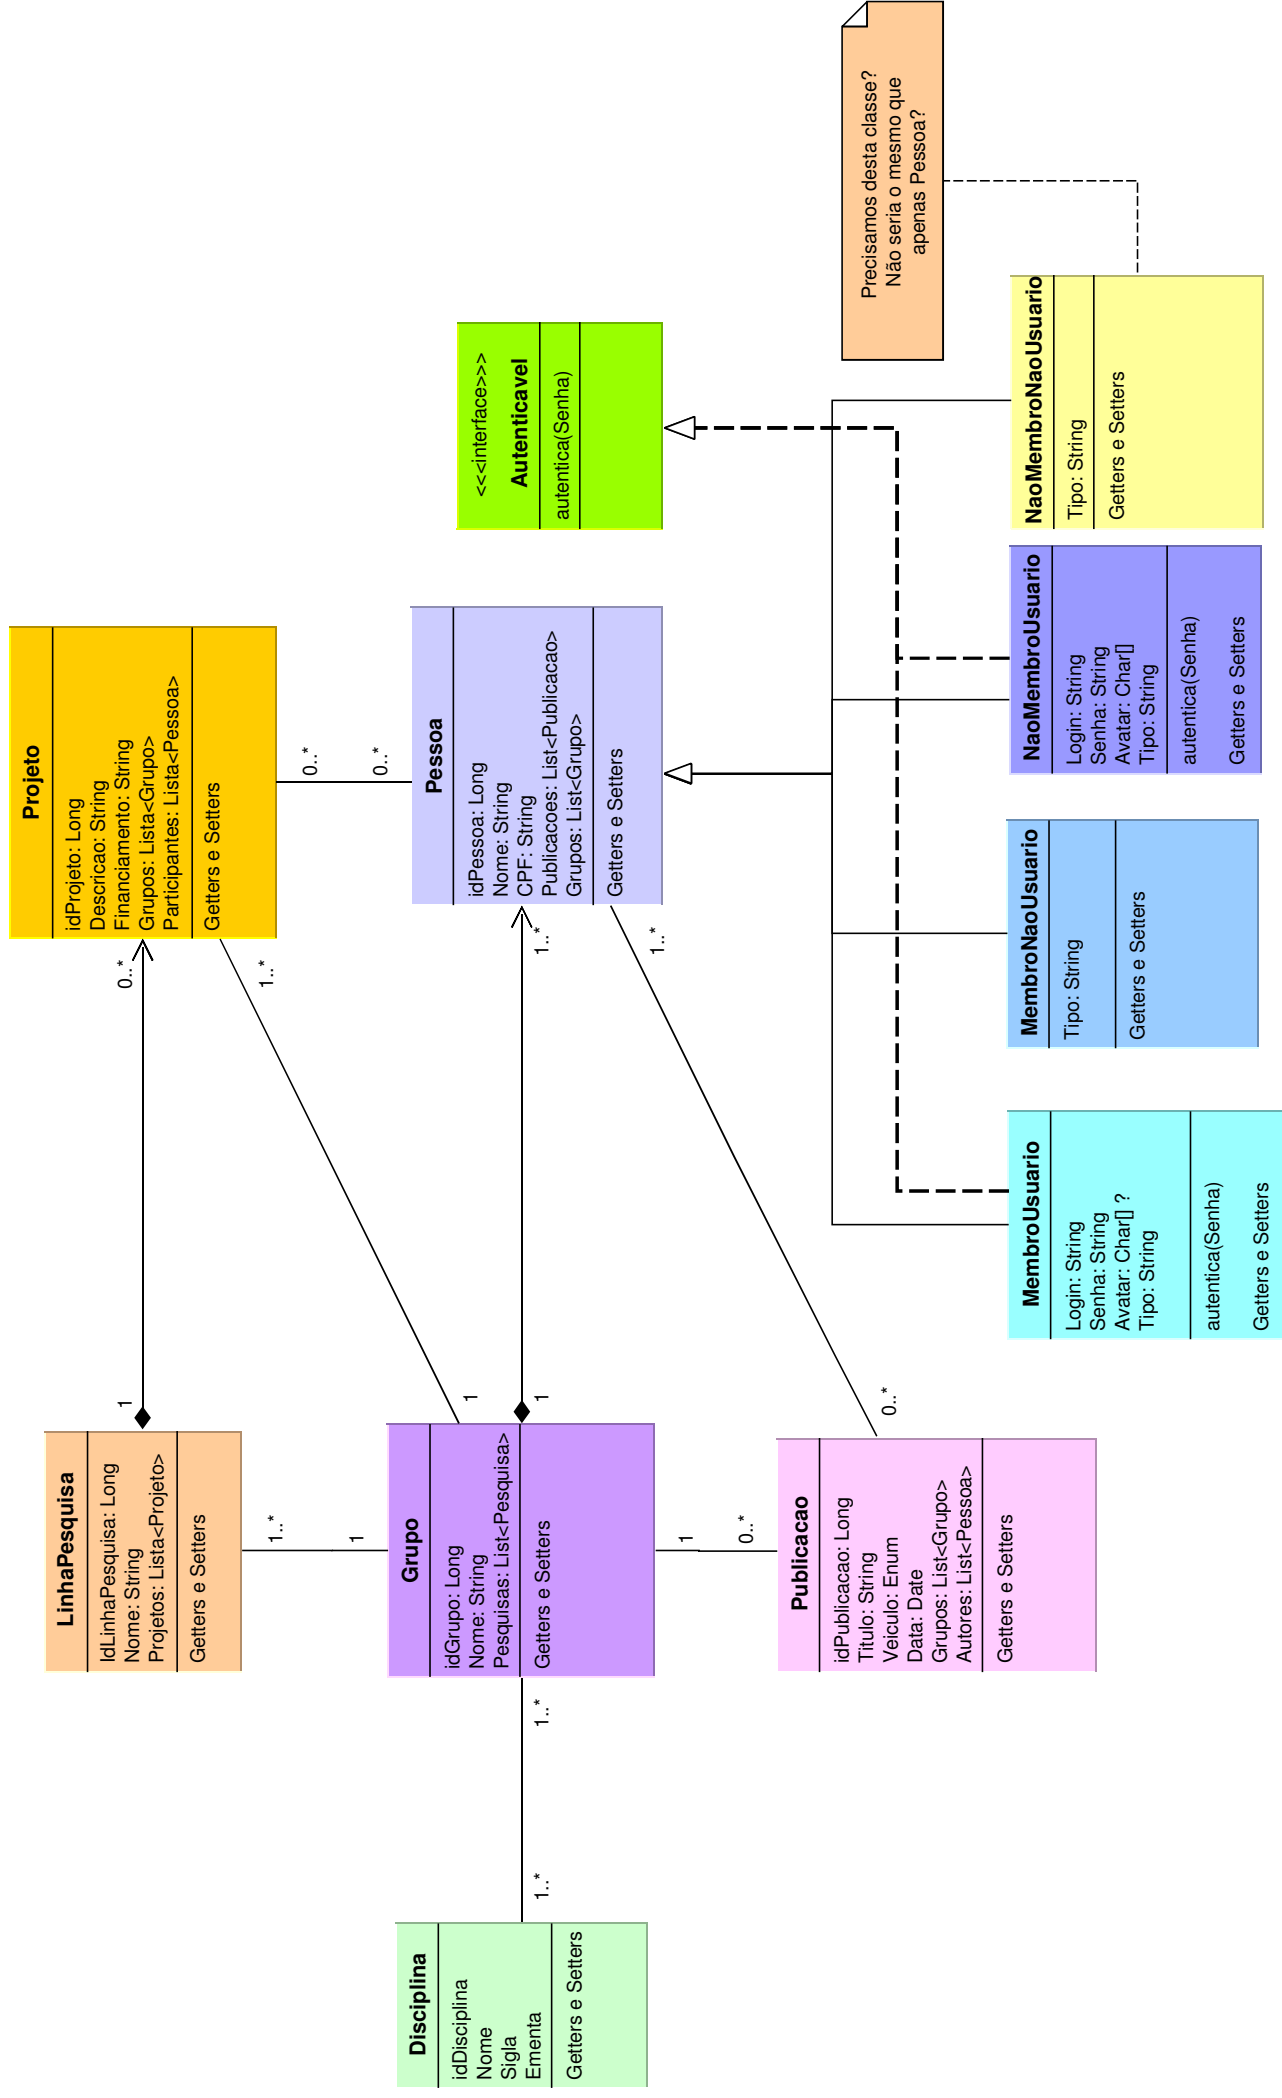 LinhaPesquisa
IdLinhaPesquisa: Long
Nome: String
Projetos: Lista<Projeto>
Getters e Setters
1
0..*
Projeto
idProjeto: Long
Descricao: String
Financiamento: String
Grupos: Lista<Grupo>
Participantes: Lista<Pessoa>
Getters e Setters
1..*
1
1..*
1
0..*
0..*
Disciplina
idDisciplina
Nome
Sigla
Ementa
Getters e Setters
1..*
1..*
Grupo
idGrupo: Long
Nome: String
Pesquisas: List<Pesquisa>
Getters e Setters
1
1..*
Pessoa
idPessoa: Long
Nome: String
CPF: String
Publicacoes: List<Publicacao>
Grupos: List<Grupo>
Getters e Setters
<<<interface>>>
Autenticavel
autentica(Senha)
1
0..*
1..*
0..*
Publicacao
idPublicacao: Long
Titulo: String
Veiculo: Enum
Data: Date
Grupos: List<Grupo>
Autores: List<Pessoa>
Getters e Setters
Precisamos desta classe?
Não seria o mesmo que
apenas Pessoa?
MembroUsuario
Login: String
Senha: String
Avatar: Char[] ?
Tipo: String
autentica(Senha)
Getters e Setters
MembroNaoUsuario
Tipo: String
Getters e Setters
NaoMembroUsuario
Login: String
Senha: String
Avatar: Char[]
Tipo: String
autentica(Senha)
Getters e Setters
NaoMembroNaoUsuario
Tipo: String
Getters e Setters